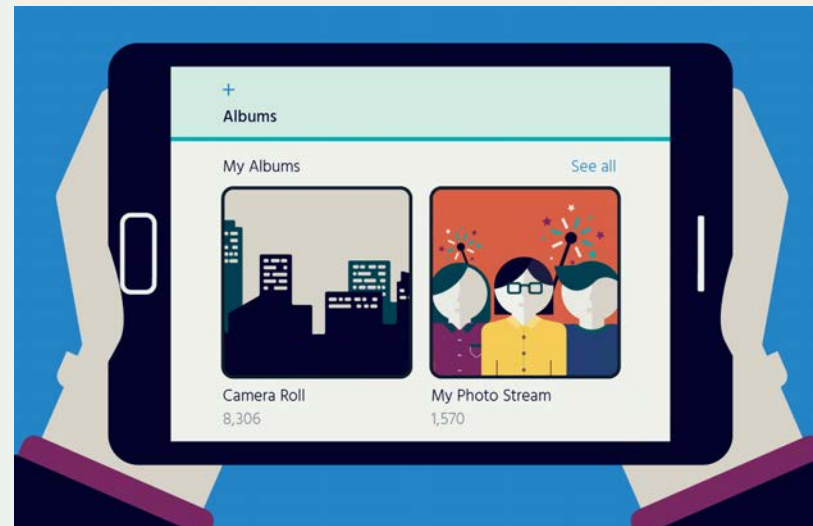 +
Albums
My Albums See all
Camera Roll My Photo Stream
8,306 1,570